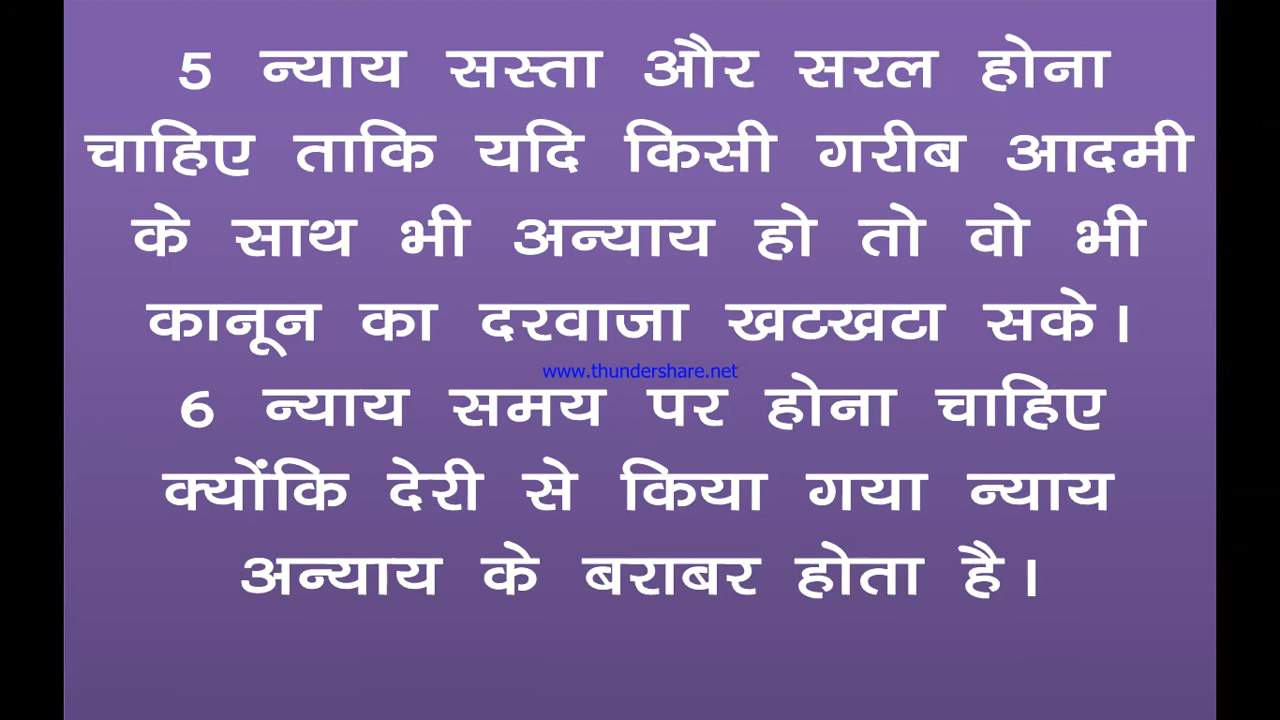 5 न्याय सस्ता और सरल होना
चाहिए ताकि यदि किसी गरीब आदमी
के साथ भी अन्याय हो तो वो भी
कानून का दरवाजा खटखटा सके।
www.thundershare.net
6 न्याय समय पर होना चाहिए
क्योंकि देरी से किया गया न्याय
अन्याय के बराबर होता है।